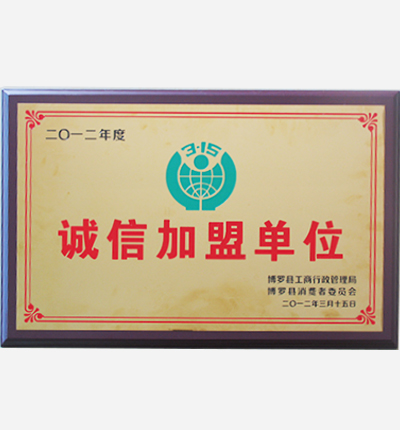 二〇一二年度
3·15
诚信加盟单位
博罗县工商行政管理局
博罗县消费者委员会
二〇一二年三月十五日